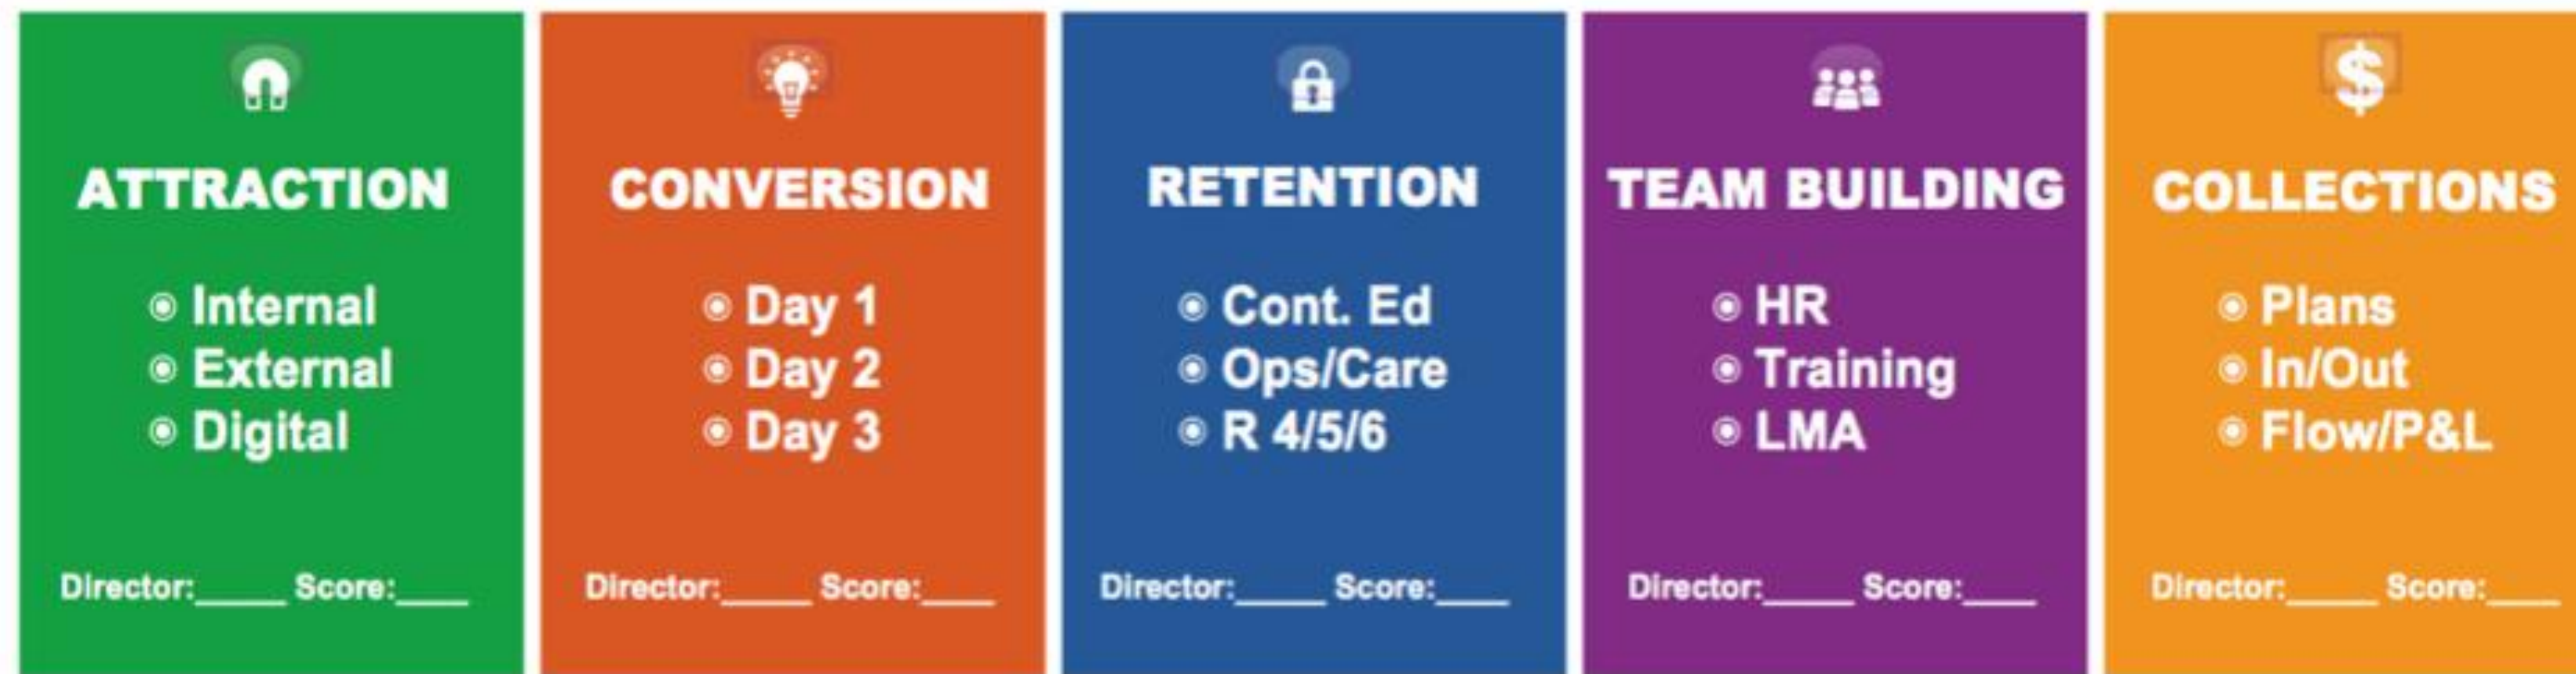 ATTRACTION
◉ Internal
◉ External
◉ Digital
Director:_____ Score:____
CONVERSION
◉ Day 1
◉ Day 2
◉ Day 3
Director:_____ Score:____
RETENTION
◉ Cont. Ed
◉ Ops/Care
◉ R 4/5/6
Director:_____ Score:____
TEAM BUILDING
◉ HR
◉ Training
◉ LMA
Director:_____ Score:____
$
COLLECTIONS
◉ Plans
◉ In/Out
◉ Flow/P&L
Director:_____ Score:____